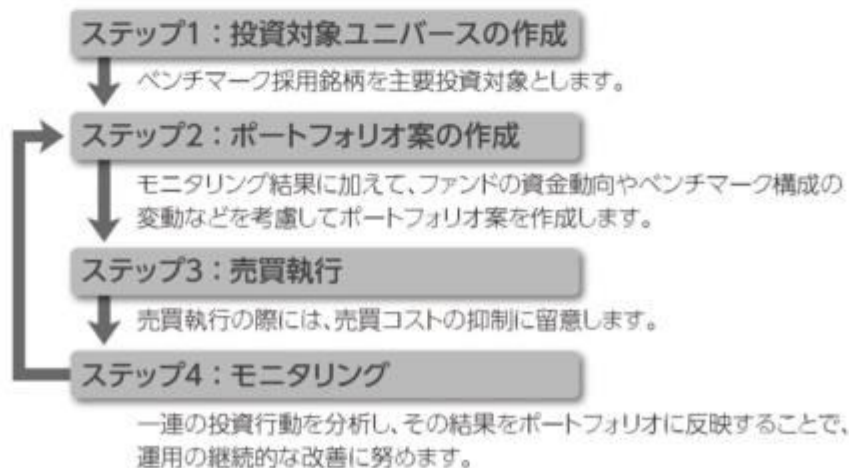 ステップ1：投資対象ユニバースの作成
ベンチマーク採用銘柄を主要投資対象とします。
ステップ2：ポートフォリオ案の作成
モニタリング結果に加えて、ファンドの資金動向やベンチマーク構成の
変動などを考慮してポートフォリオ案を作成します。
ステップ3：売買執行
売買執行の際には、売買コストの抑制に留意します。
ステップ4：モニタリング
一連の投資行動を分析し、その結果をポートフォリオに反映することで、
運用の継続的な改善に努めます。